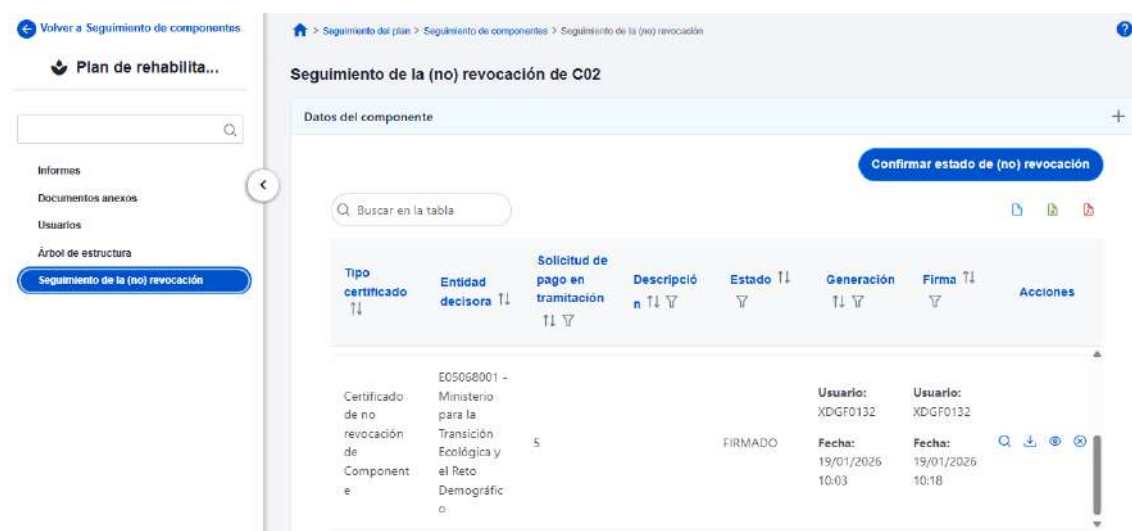 Volver a Seguimiento de componentes
Plan de rehabilita...
Informes
Documentos anexos
Usuarios
Árbol de estructura
Seguimiento de la (no) revocación
> Seguimiento del plan > Seguimiento de componentes > Seguimiento de la (no) revocación
?
Seguimiento de la (no) revocación de C02
Datos del componente
Confirmar estado de (no) revocación
Buscar en la tabla
Tipo
certificado
Entidad
decisora
Solicitud de
pago en
tramitación
Descripció
n
Estado
Generación
Firma
Acciones
Certificado
de no
revocación
de
Component
e
E05068001 -
Ministerio
para la
Transición
Ecológica y
el Reto
Demográfic
o
5
FIRMADO
Usuario:
XDGF0132
Fecha:
19/01/2026
10:03
Usuario:
XDGF0132
Fecha:
19/01/2026
10:18